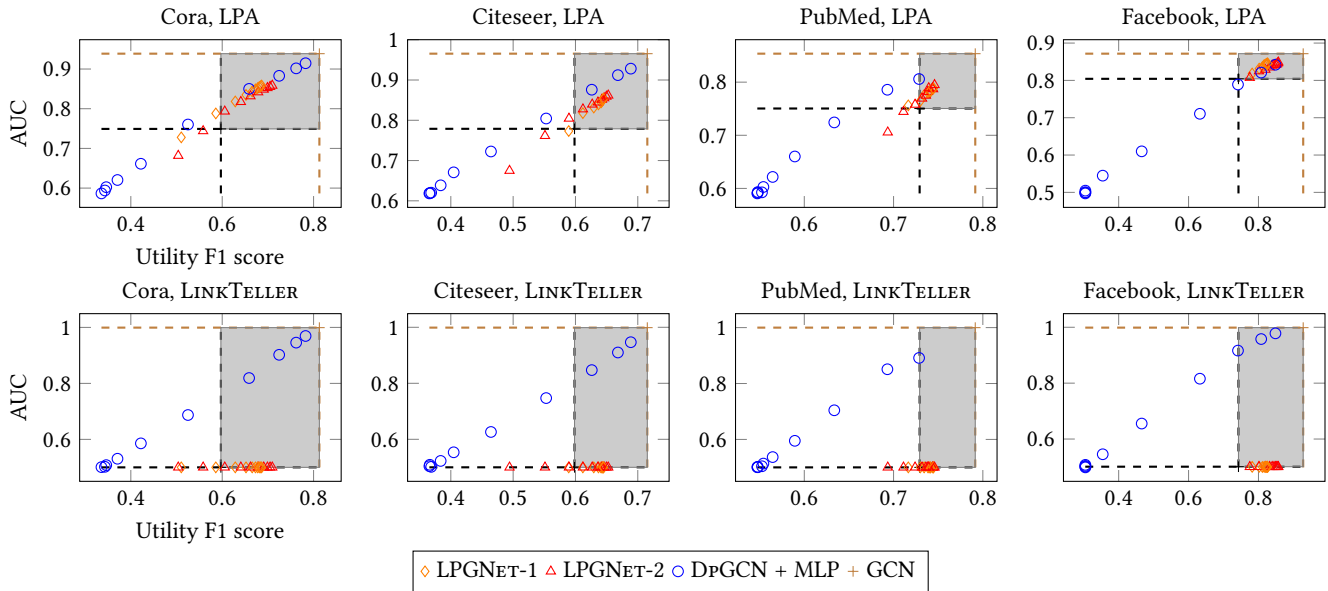 Cora, LPA
Citeseer, LPA
PubMed, LPA
Facebook, LPA
AUC
0.9
0.8
0.7
0.6
0.4 0.6 0.8
Utility F1 score
1
0.9
0.8
0.7
0.6
0.4 0.5 0.6 0.7
0.8
0.7
0.6
0.6 0.7
0.9
0.8
0.7
0.6
0.5
0.4 0.6 0.8
Cora, LINKTELLER
Citeseer, LINKTELLER
PubMed, LINKTELLER
Facebook, LINKTELLER
AUC
1
0.8
0.6
0.4 0.6 0.8
Utility F1 score
1
0.8
0.6
0.4 0.5 0.6 0.7
1
0.8
0.6
0.6 0.7
1
0.8
0.6
0.4 0.6 0.8
LPGNET-1 LPGNET-2 DPGCN + MLP GCN